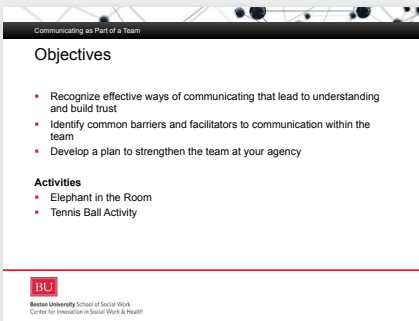 Communicating as Part of a Team
Objectives
▪ Recognize effective ways of communicating that lead to understanding
and build trust
▪ Identify common barriers and facilitators to communication within the
team
▪ Develop a plan to strengthen the team at your agency
Activities
▪ Elephant in the Room
▪ Tennis Ball Activity
BU
Boston University School of Social Work
Center for Innovation in Social Work & Health